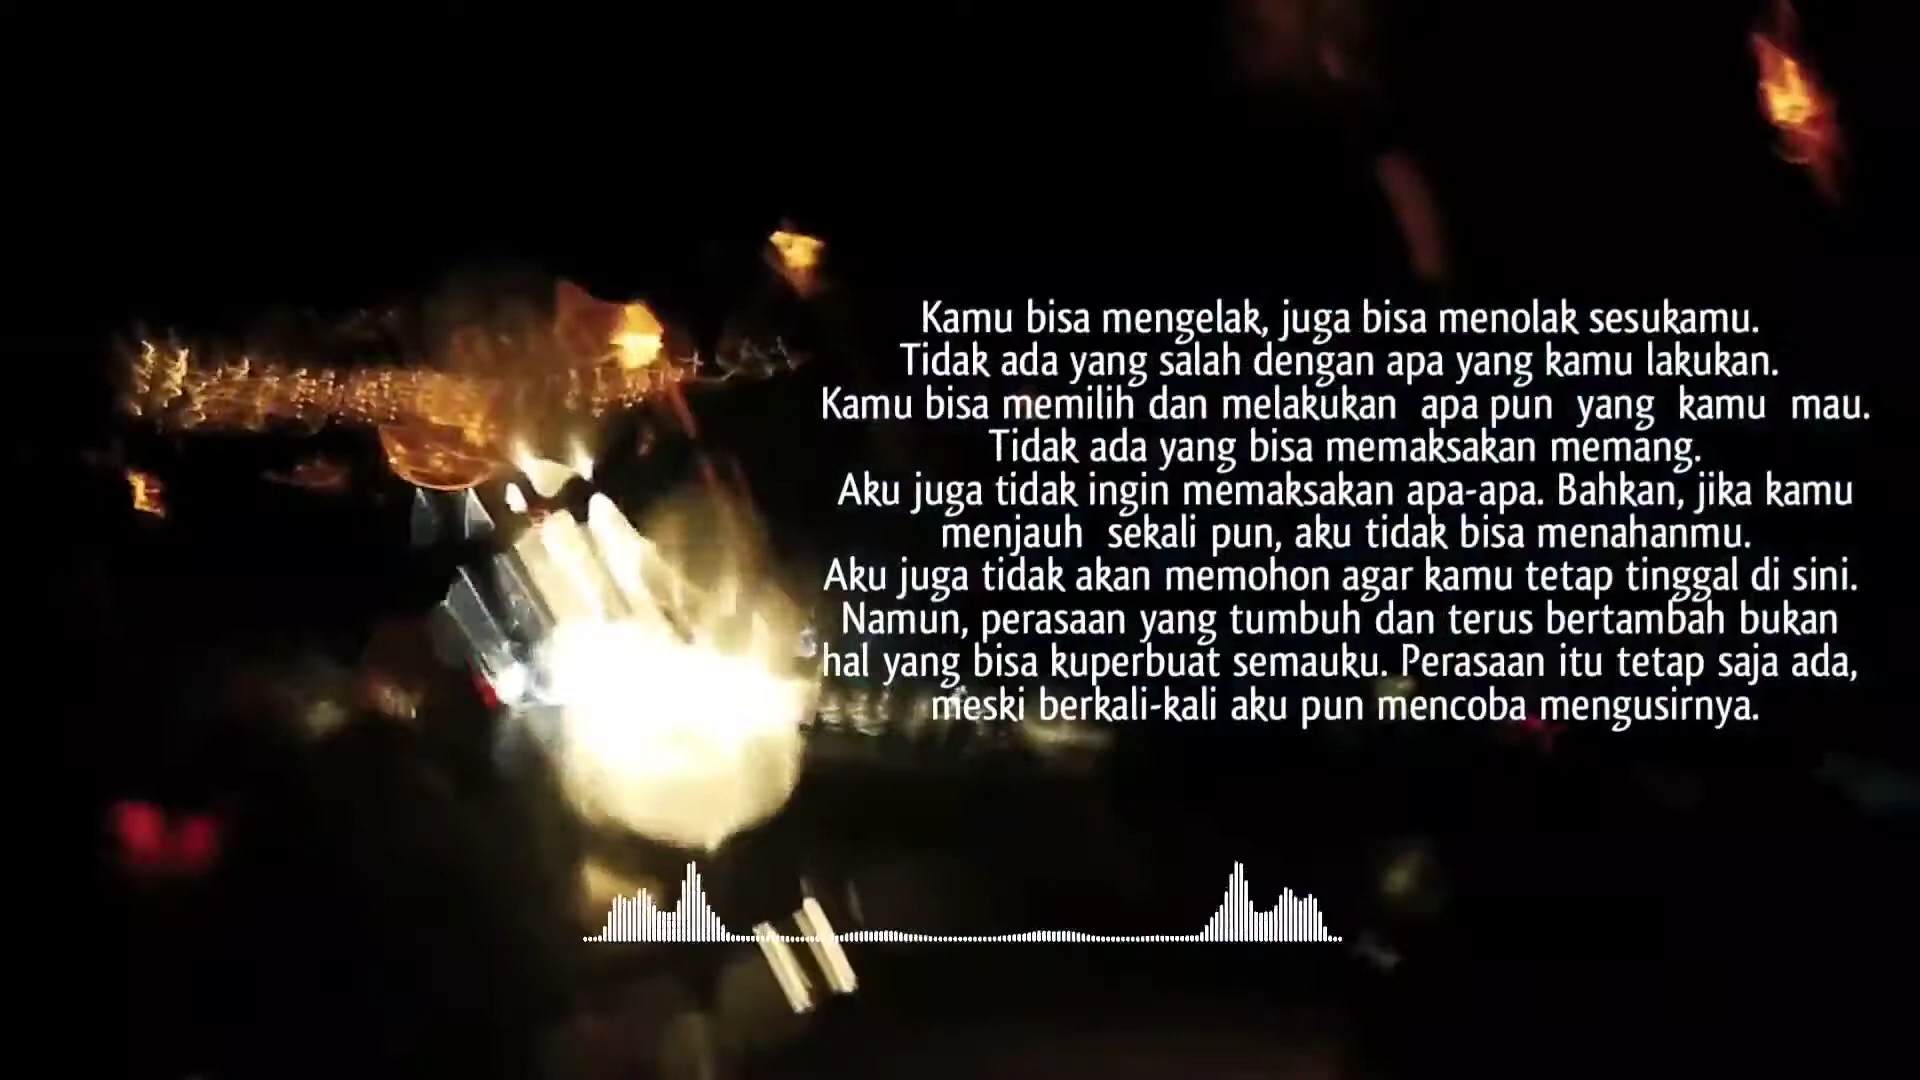 Kamu bisa mengelak, juga bisa menolak sesukamu.
Tidak ada yang salah dengan apa yang kamu lakukan.
Kamu bisa memilih dan melakukan apa pun yang kamu mau.
Tidak ada yang bisa memaksakan memang.
Aku juga tidak ingin memaksakan apa-apa. Bahkan, jika kamu
menjauh sekali pun, aku tidak bisa menahanmu.
Aku juga tidak akan memohon agar kamu tetap tinggal di sini.
Namun, perasaan yang tumbuh dan terus bertambah bukan
hal yang bisa kuperbuat semauku. Perasaan itu tetap saja ada,
meski berkali-kali aku pun mencoba mengusirnya.